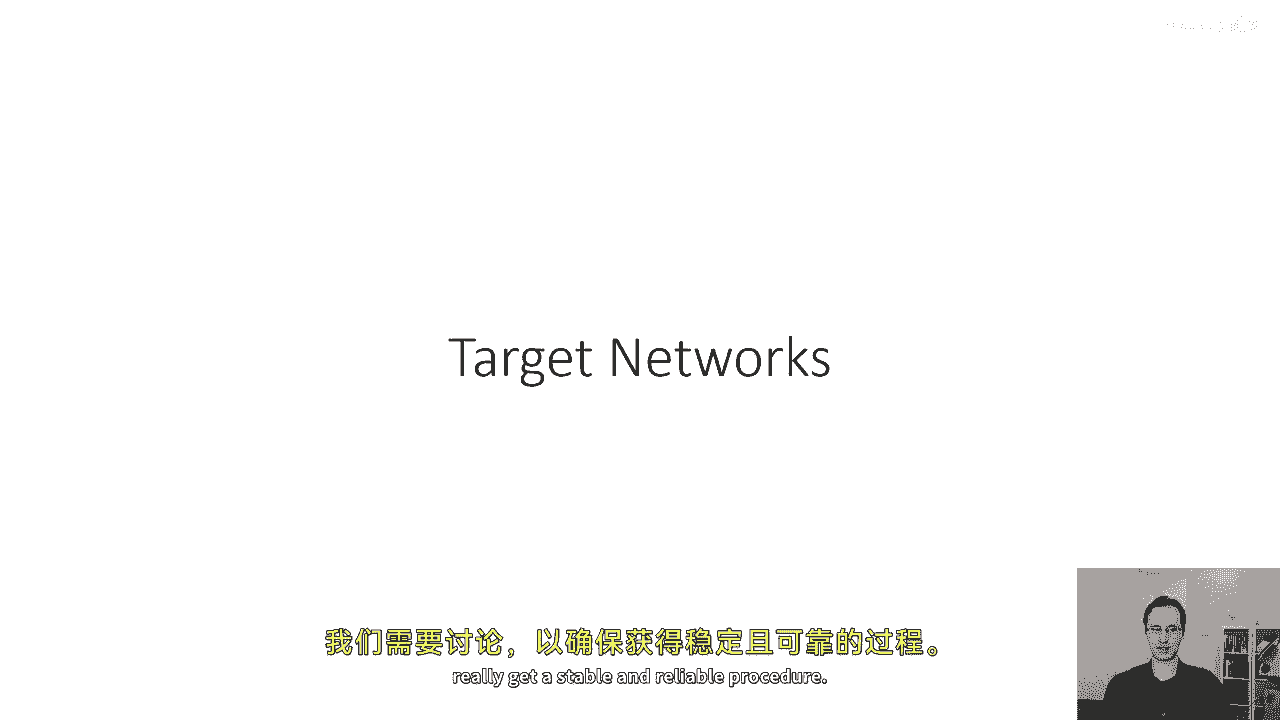 Target Networks
我们需要讨论，以确保获得稳定且可靠的过程。
really get a stable and reliable procedure.